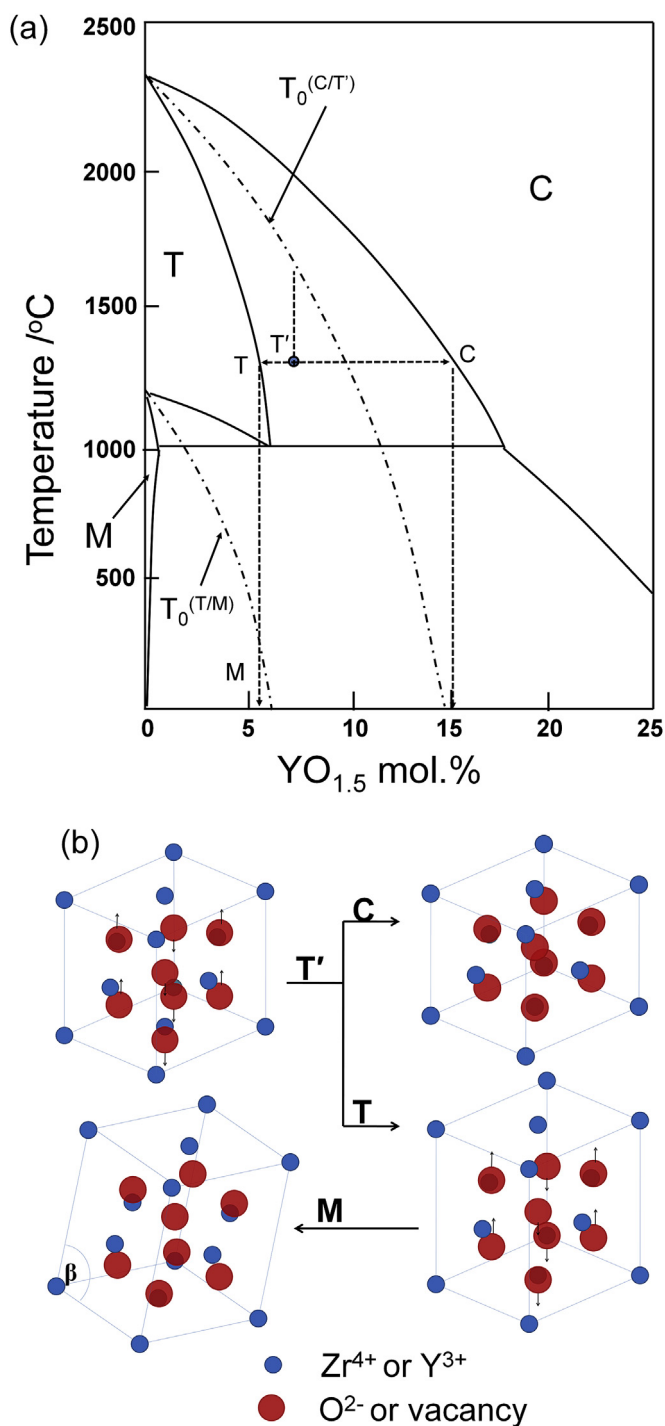 (a)
2500
2000
1500
1000
500
Temperature /ºC
T₀(C/T’)
C
T
T’
T
C
M
T₀(T/M)
M
0
5
10
15
20
25
YO₁.₅ mol.%
(b)
C
T′
T
M
β
Zr⁴⁺ or Y³⁺
O²⁻ or vacancy